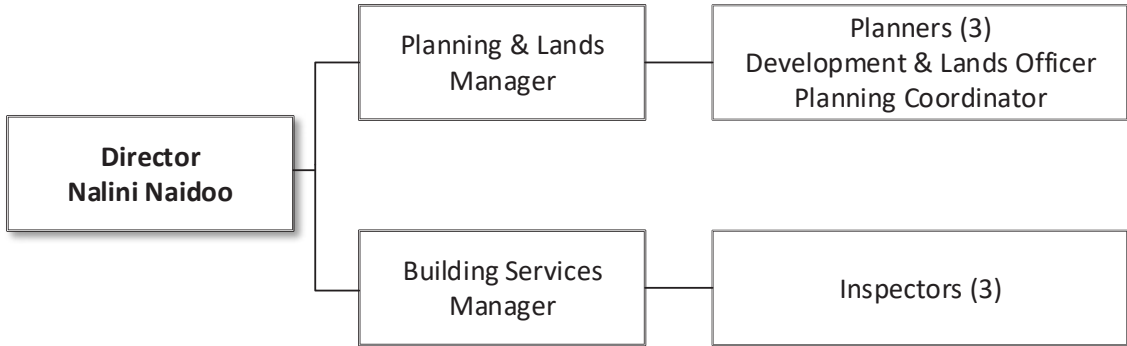 Director
Nalini Naidoo
Planning & Lands
Manager
Planners (3)
Development & Lands Officer
Planning Coordinator
Building Services
Manager
Inspectors (3)